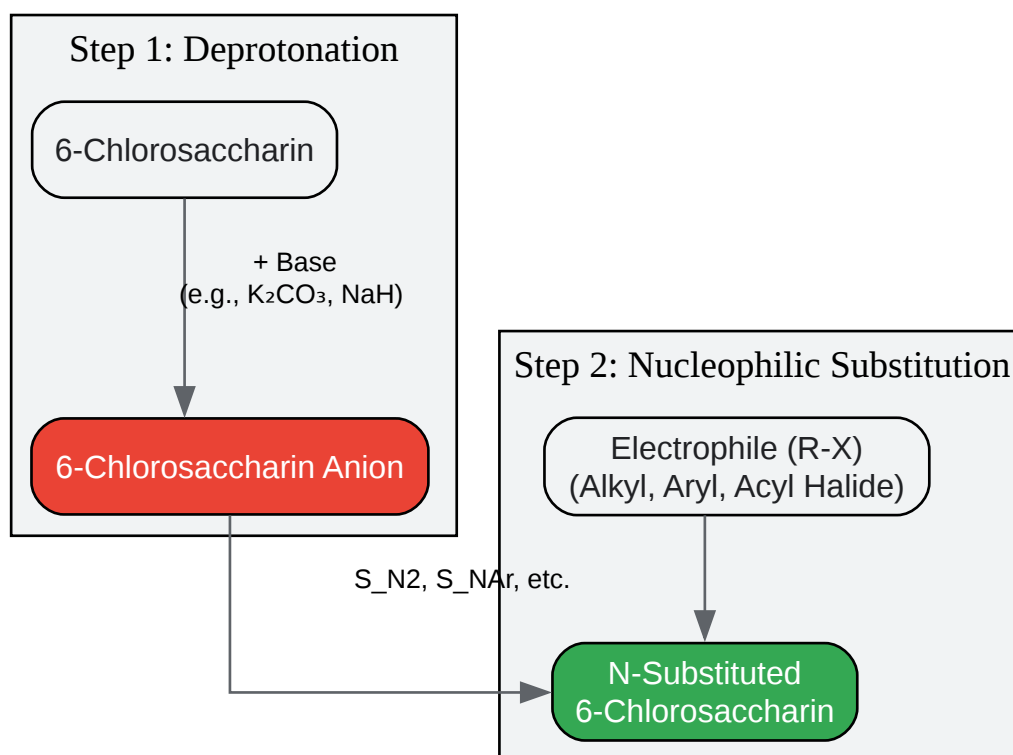 Step 1: Deprotonation
6-Chlorosaccharin
+ Base
(e.g., K₂CO₃, NaH)
6-Chlorosaccharin Anion
Step 2: Nucleophilic Substitution
Electrophile (R-X)
(Alkyl, Aryl, Acyl Halide)
S_N2, S_NAr, etc.
N-Substituted
6-Chlorosaccharin